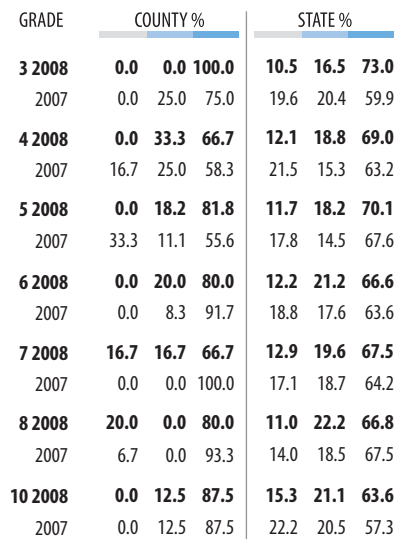 GRADE COUNTY % STATE %
3 2008 0.0 0.0 100.0 10.5 16.5 73.0
2007 0.0 25.0 75.0 19.6 20.4 59.9
4 2008 0.0 33.3 66.7 12.1 18.8 69.0
2007 16.7 25.0 58.3 21.5 15.3 63.2
5 2008 0.0 18.2 81.8 11.7 18.2 70.1
2007 33.3 11.1 55.6 17.8 14.5 67.6
6 2008 0.0 20.0 80.0 12.2 21.2 66.6
2007 0.0 8.3 91.7 18.8 17.6 63.6
7 2008 16.7 16.7 66.7 12.9 19.6 67.5
2007 0.0 0.0 100.0 17.1 18.7 64.2
8 2008 20.0 0.0 80.0 11.0 22.2 66.8
2007 6.7 0.0 93.3 14.0 18.5 67.5
10 2008 0.0 12.5 87.5 15.3 21.1 63.6
2007 0.0 12.5 87.5 22.2 20.5 57.3